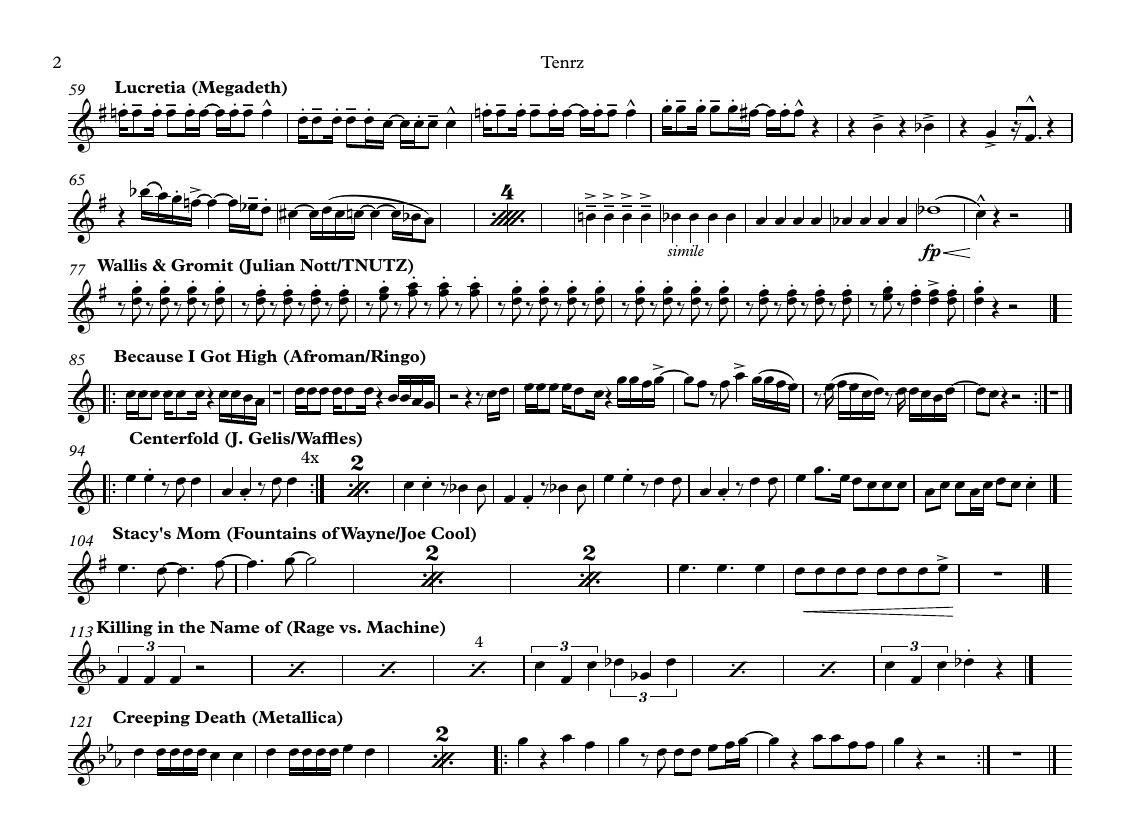 2
Tenrz
59
Lucretia (Megadeth)
65
4
simile
fp
77
Wallis & Gromit (Julian Nott/TNUTZ)
85
Because I Got High (Afroman/Ringo)
94
Centerfold (J. Gelis/Waffles)
4x
2
104
Stacy's Mom (Fountains of Wayne/Joe Cool)
2
2
113
Killing in the Name of (Rage vs. Machine)
3
4
3
3
3
121
Creeping Death (Metallica)
2